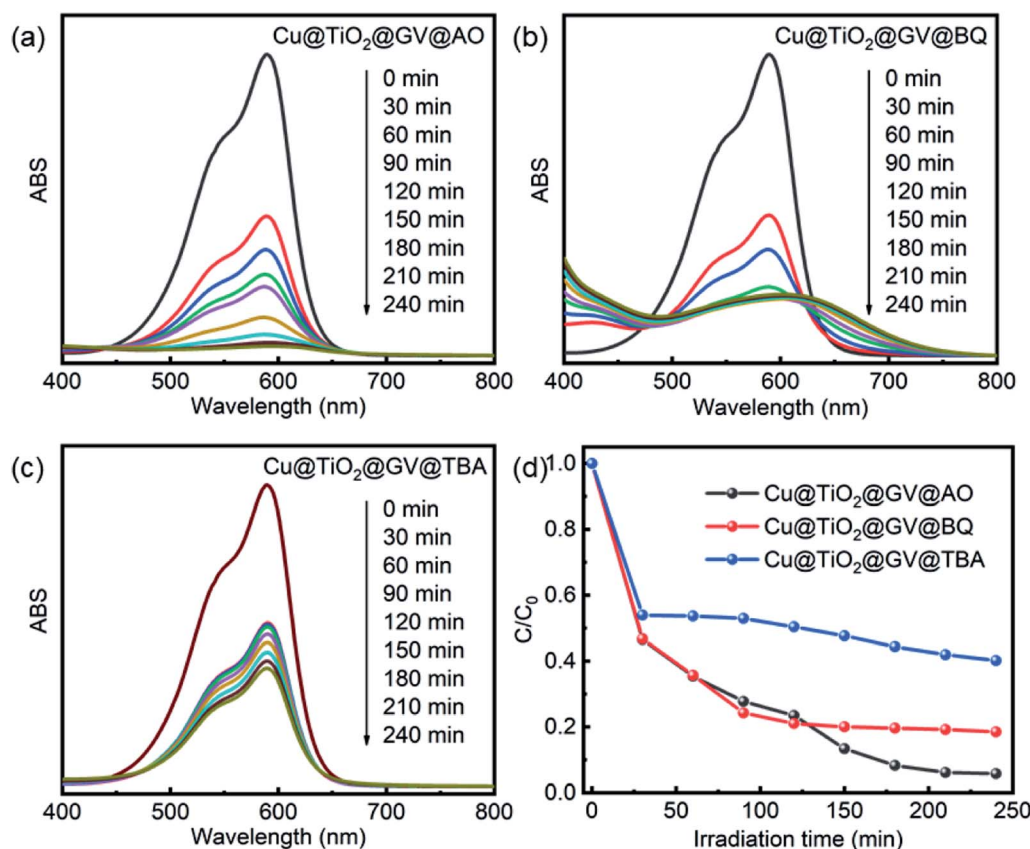 (a)
Cu@TiO₂@GV@AO
0 min
30 min
60 min
90 min
120 min
150 min
180 min
210 min
240 min
ABS
400 500 600 700 800
Wavelength (nm)
(b)
Cu@TiO₂@GV@BQ
0 min
30 min
60 min
90 min
120 min
150 min
180 min
210 min
240 min
ABS
400 500 600 700 800
Wavelength (nm)
(c)
Cu@TiO₂@GV@TBA
0 min
30 min
60 min
90 min
120 min
150 min
180 min
210 min
240 min
ABS
400 500 600 700 800
Wavelength (nm)
(d)
1.0
0.8
0.6
0.4
0.2
0.0
C/C₀
Cu@TiO₂@GV@AO
Cu@TiO₂@GV@BQ
Cu@TiO₂@GV@TBA
0 50 100 150 200 250
Irradiation time (min)